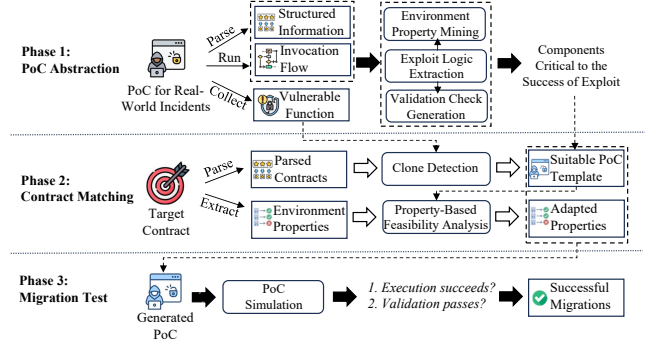 Phase 1:
PoC Abstraction
PoC for Real-
World Incidents
Parse
Run
Collect
Structured
Information
Invocation
Flow
Vulnerable
Function
Environment
Property Mining
Exploit Logic
Extraction
Validation Check
Generation
Components
Critical to the
Success of Exploit
Phase 2:
Contract Matching
Target
Contract
Parse
Extract
Parsed
Contracts
Clone Detection
Suitable PoC
Template
Environment
Properties
Property-Based
Feasibility Analysis
Adapted
Properties
Phase 3:
Migration Test
Generated
PoC
PoC
Simulation
1. Execution succeeds?
2. Validation passes?
Successful
Migrations